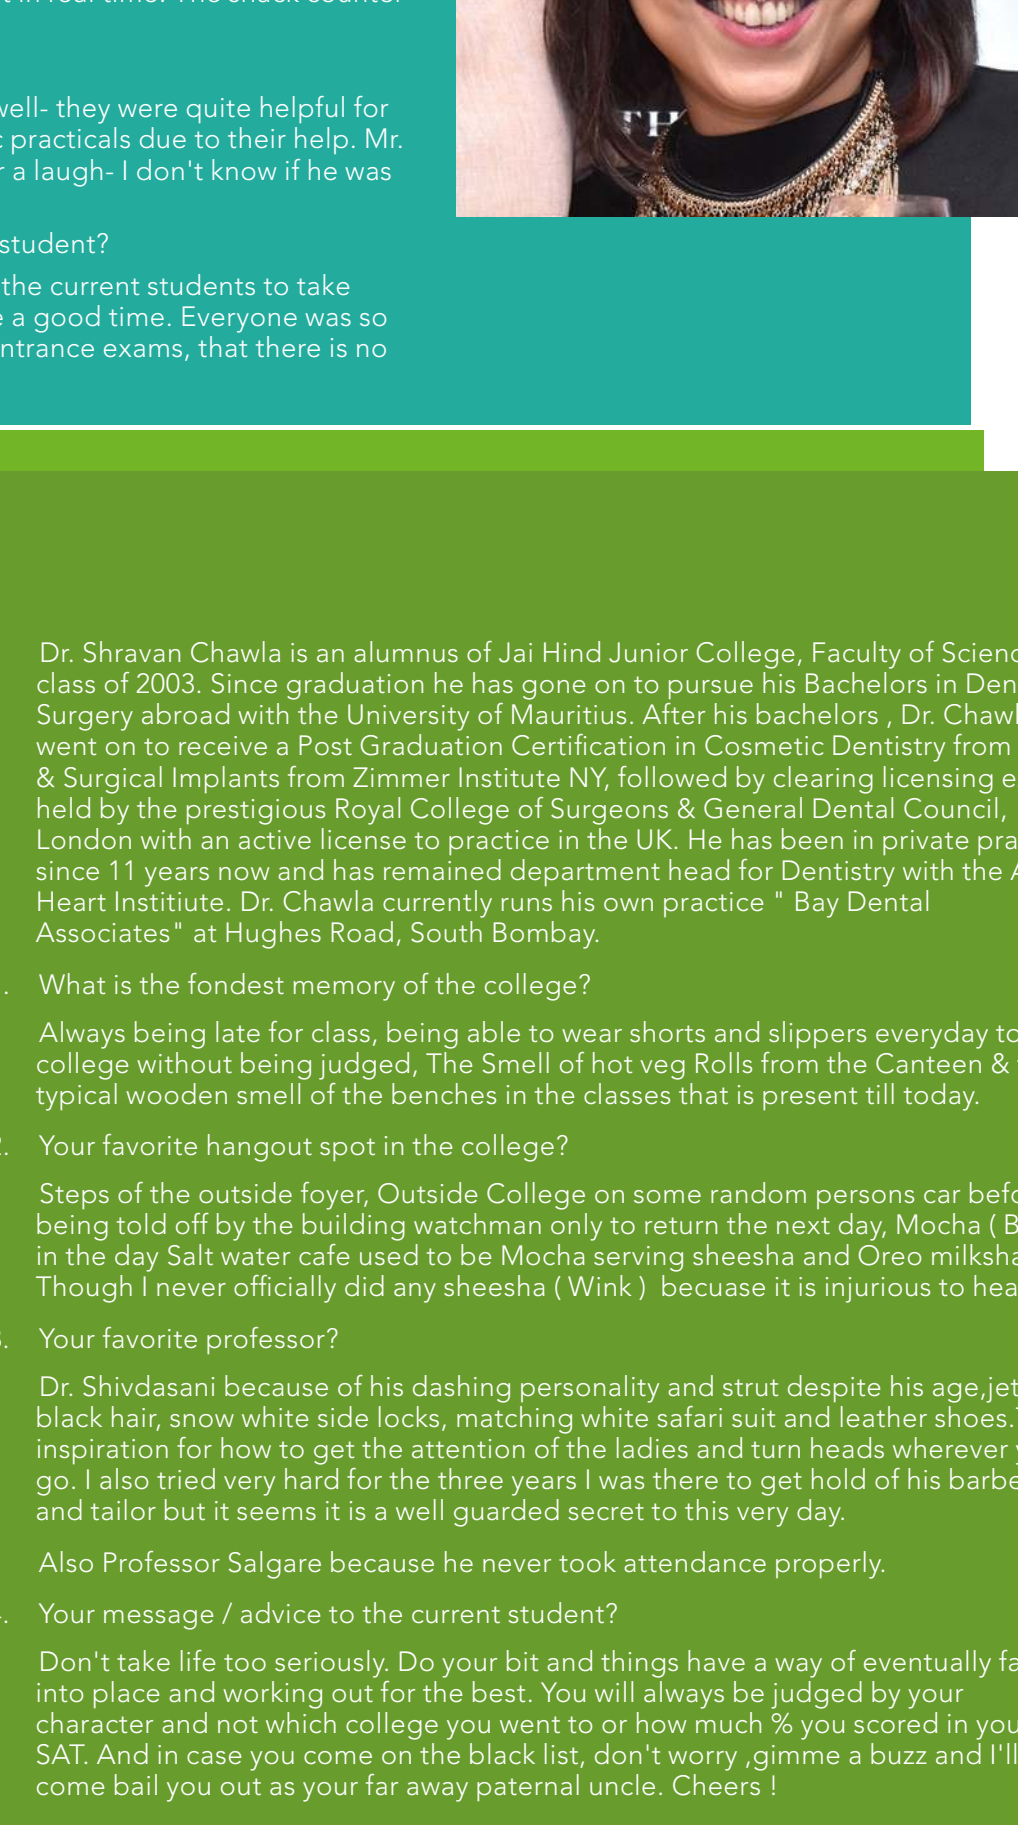 in real time. The snack counter
well- they were quite helpful for
practicals due to their help. Mr.
a laugh- I don't know if he was
student?
the current students to take
a good time. Everyone was so
exams, that there is no
TH
Dr. Shravan Chawla is an alumnus of Jai Hind Junior College, Faculty of
class of 2003. Since graduation he has gone on to pursue his Bachelors in
Surgery abroad with the University of Mauritius. After his bachelors , Dr.
went on to receive a Post Graduation Certification in Cosmetic Dentistry from
& Surgical Implants from Zimmer Institute NY, followed by clearing licensing
held by the prestigious Royal College of Surgeons & General Dental Council,
London with an active license to practice in the UK. He has been in private
since 11 years now and has remained department head for Dentistry with the
Heart Institiute. Dr. Chawla currently runs his own practice " Bay Dental
Associates" at Hughes Road, South Bombay.
. What is the fondest memory of the college?
Always being late for class, being able to wear shorts and slippers everyday to
college without being judged, The Smell of hot veg Rolls from the Canteen &
typical wooden smell of the benches in the classes that is present till today.
2. Your favorite hangout spot in the college?
Steps of the outside foyer, Outside College on some random persons car
being told off by the building watchman only to return the next day, Mocha (
in the day Salt water cafe used to be Mocha serving sheesha and Oreo
Though I never officially did any sheesha ( Wink ) becuase it is injurious to
3. Your favorite professor?
Dr. Shivdasani because of his dashing personality and strut despite his age,jet
black hair, snow white side locks, matching white safari suit and leather shoes.
inspiration for how to get the attention of the ladies and turn heads wherever
go. I also tried very hard for the three years I was there to get hold of his
and tailor but it seems it is a well guarded secret to this very day.
Also Professor Salgare because he never took attendance properly.
. Your message / advice to the current student?
Don't take life too seriously. Do your bit and things have a way of eventually
into place and working out for the best. You will always be judged by your
character and not which college you went to or how much % you scored in
SAT. And in case you come on the black list, don't worry ,gimme a buzz and I'll
come bail you out as your far away paternal uncle. Cheers !